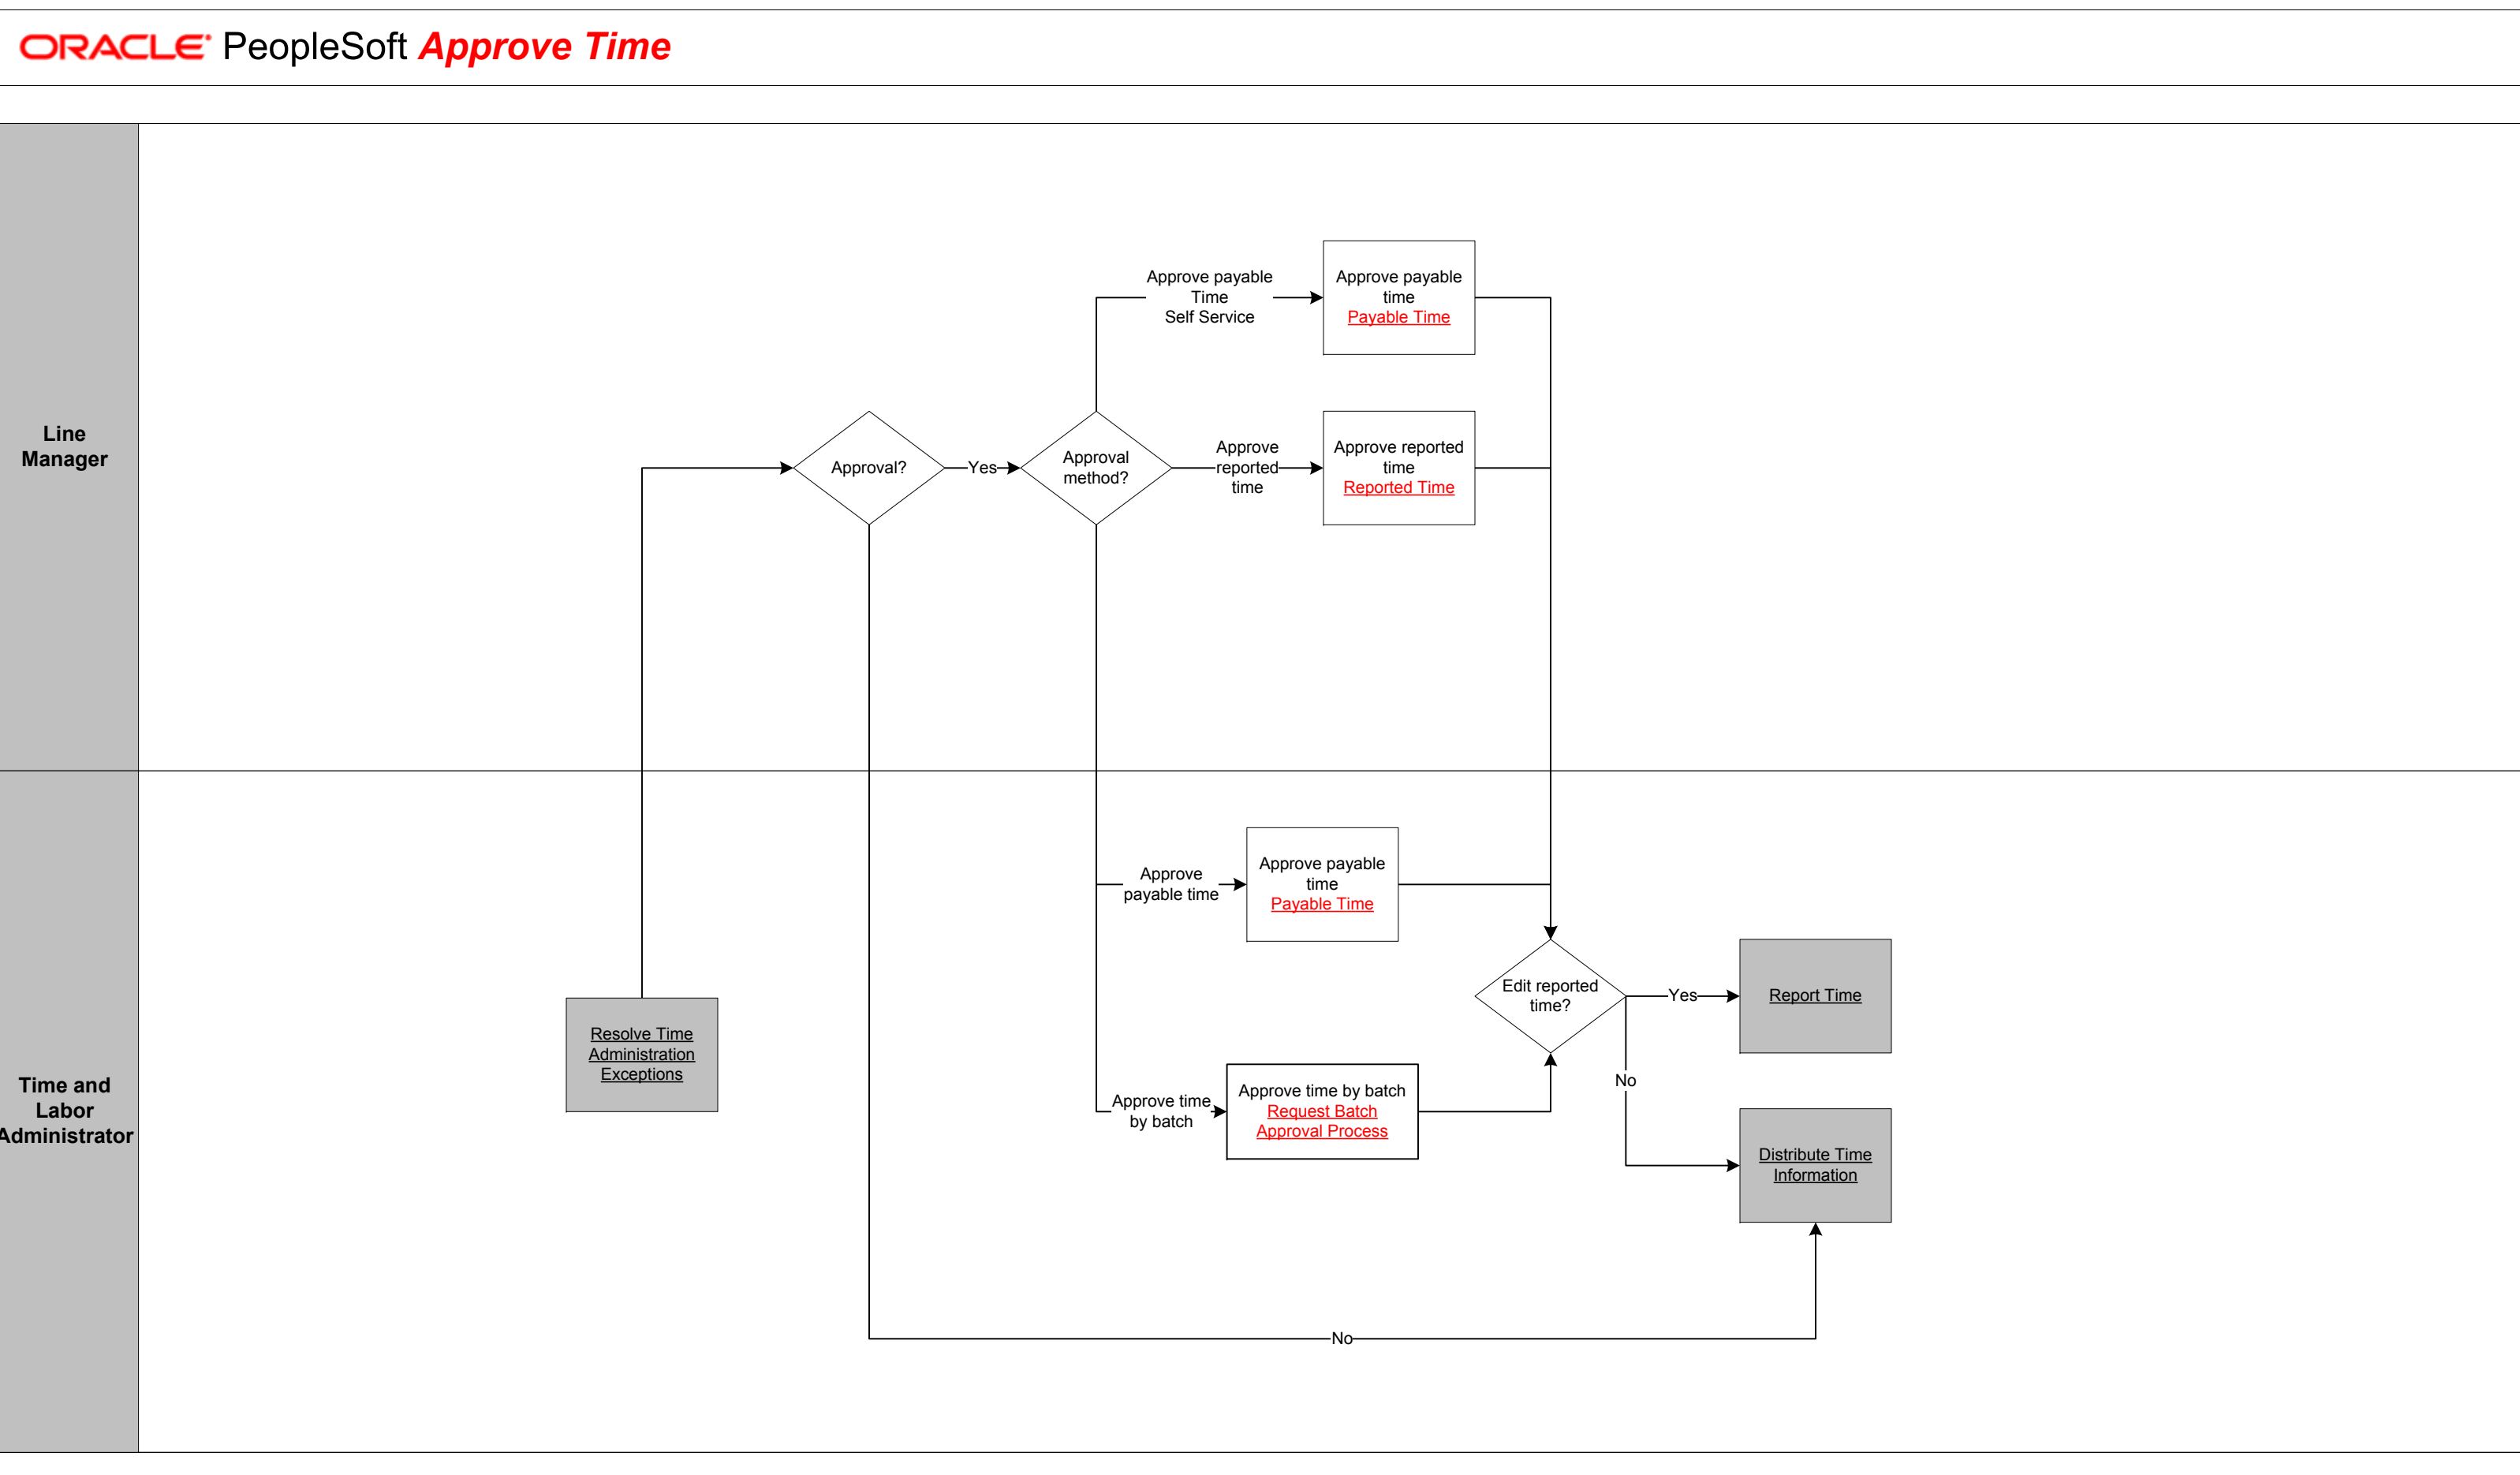 ORACLE PeopleSoft Approve Time
Line
Manager
Approve payable
Time
Self Service
Approve payable
time
Payable Time
Approval?
Yes
Approval
method?
Approve
reported
time
Approve reported
time
Reported Time
Time and
Labor
Administrator
Resolve Time
Administration
Exceptions
Approve
payable time
Approve payable
time
Payable Time
Approve time
by batch
Approve time by batch
Request Batch
Approval Process
Edit reported
time?
Yes
Report Time
No
Distribute Time
Information
No